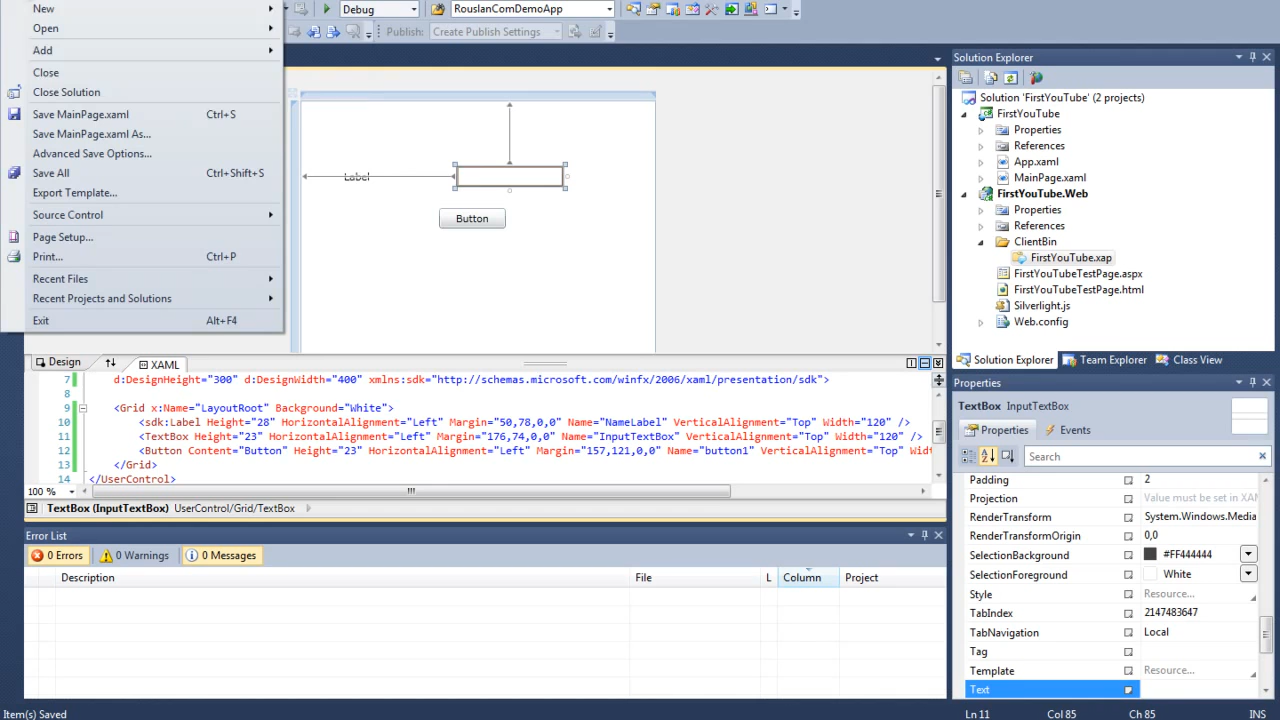 New
Open
Add
Close
Close Solution
Save MainPage.xaml Ctrl+S
Save MainPage.xaml As...
Advanced Save Options...
Save All Ctrl+Shift+S
Export Template...
Source Control
Page Setup...
Print... Ctrl+P
Recent Files
Recent Projects and Solutions
Exit Alt+F4
Debug RouslanComDemoApp
Publish: Create Publish Settings
Label
Button
Design XAML
7 d:DesignHeight="300" d:DesignWidth="400" xmlns:sdk="http://schemas.microsoft.com/winfx/2006/xaml/presentation/sdk">
8
9 <Grid x:Name="LayoutRoot" Background="White">
10 <sdk:Label Height="28" HorizontalAlignment="Left" Margin="50,78,0,0" Name="NameLabel" VerticalAlignment="Top" Width="120" />
11 <TextBox Height="23" HorizontalAlignment="Left" Margin="176,74,0,0" Name="InputTextBox" VerticalAlignment="Top" Width="120" />
12 <Button Content="Button" Height="23" HorizontalAlignment="Left" Margin="157,121,0,0" Name="button1" VerticalAlignment="Top" Widt
13 </Grid>
14 </UserControl>
100 %
TextBox (InputTextBox) UserControl/Grid/TextBox
Error List
0 Errors 0 Warnings 0 Messages
Description File L Column Project
Solution Explorer
Solution 'FirstYouTube' (2 projects)
FirstYouTube
Properties
References
App.xaml
MainPage.xaml
FirstYouTube.Web
Properties
References
ClientBin
FirstYouTube.xap
FirstYouTubeTestPage.aspx
FirstYouTubeTestPage.html
Silverlight.js
Web.config
Solution Explorer Team Explorer Class View
Properties
TextBox InputTextBox
Properties Events
Search
Padding 2
Projection Value must be set in XAM
RenderTransform System.Windows.Media
RenderTransformOrigin 0,0
SelectionBackground #FF444444
SelectionForeground White
Style Resource...
TabIndex 2147483647
TabNavigation Local
Tag
Template Resource...
Text
Item(s) Saved Ln 11 Col 85 Ch 85 INS